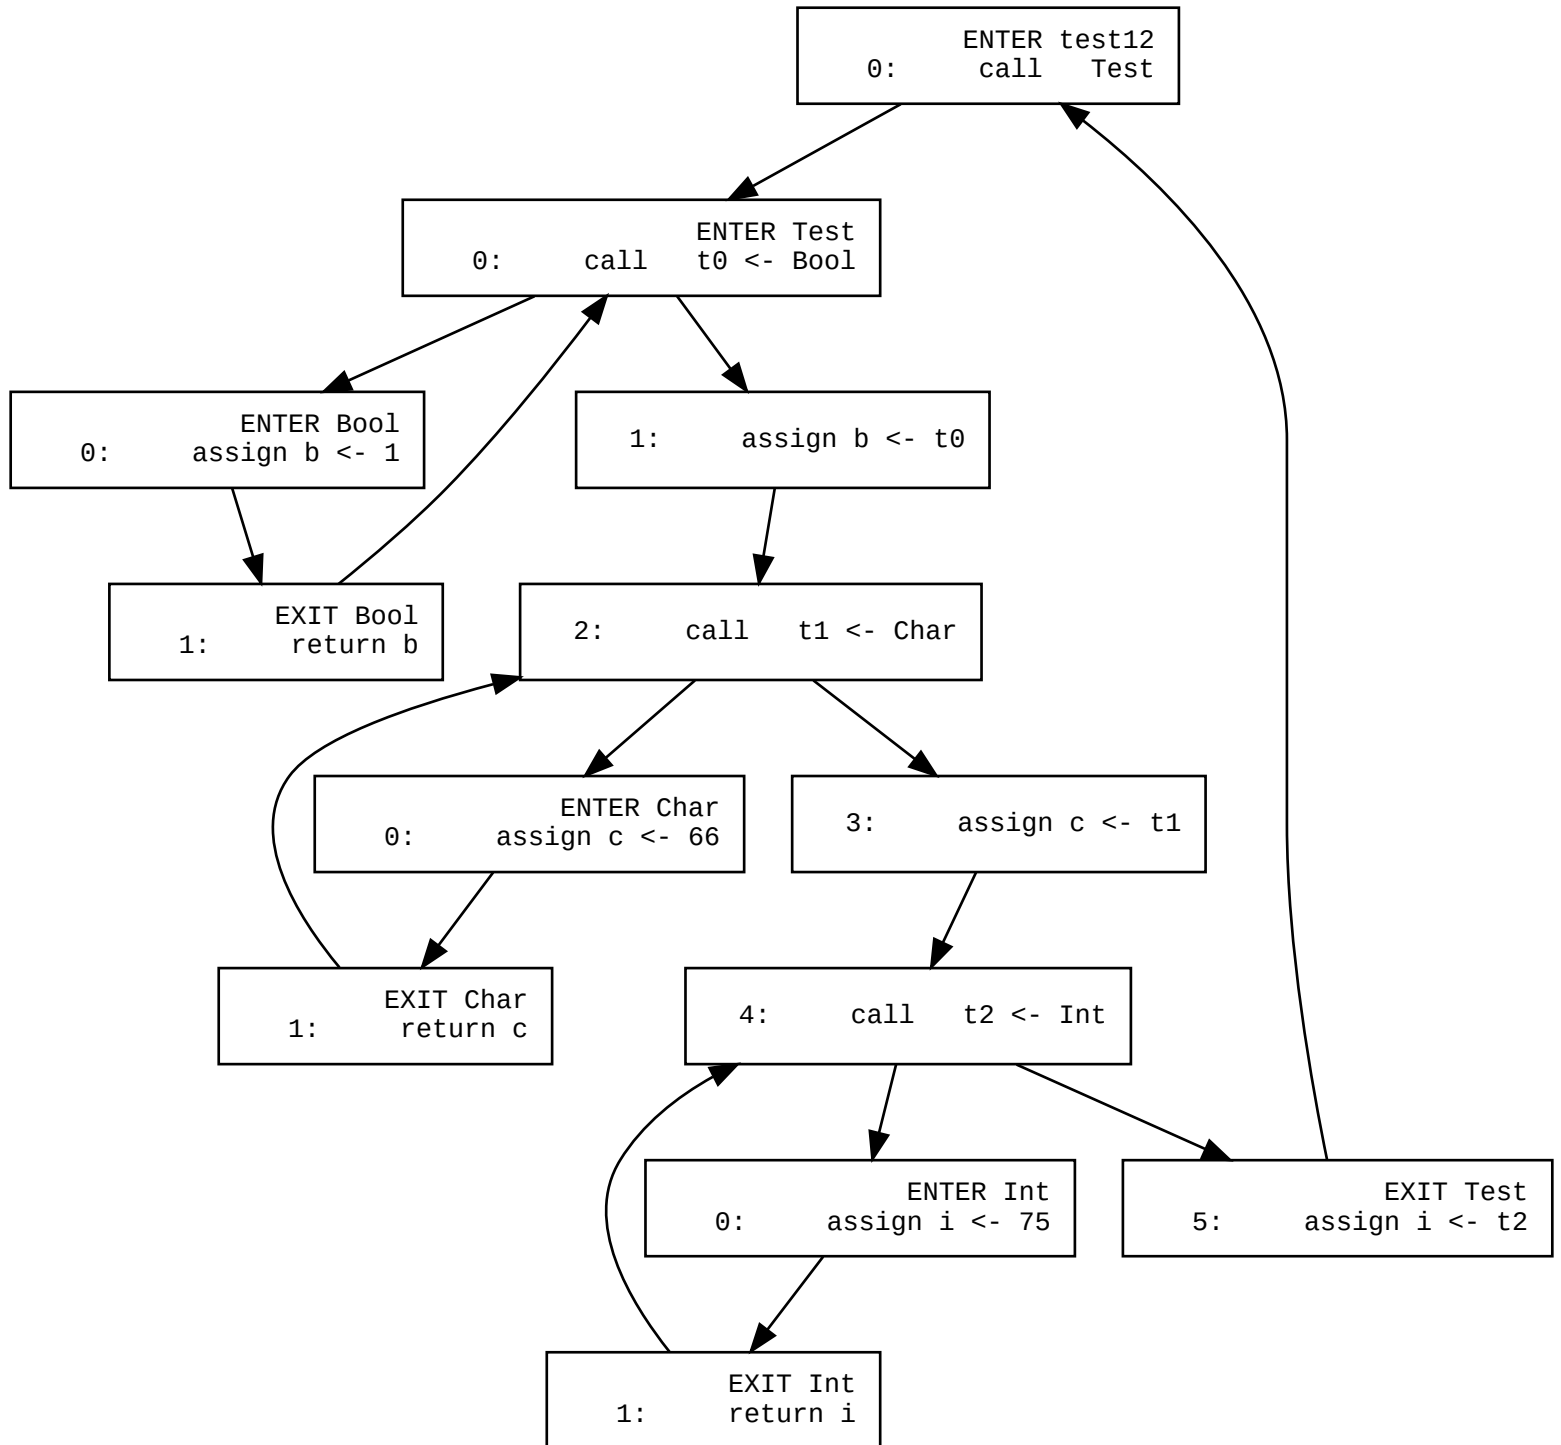 ENTER test12
0: call Test
ENTER Test
0: call t0 <- Bool
ENTER Bool
0: assign b <- 1
1: assign b <- t0
EXIT Bool
1: return b
2: call t1 <- Char
ENTER Char
0: assign c <- 66
3: assign c <- t1
EXIT Char
1: return c
4: call t2 <- Int
ENTER Int
0: assign i <- 75
EXIT Test
5: assign i <- t2
EXIT Int
1: return i